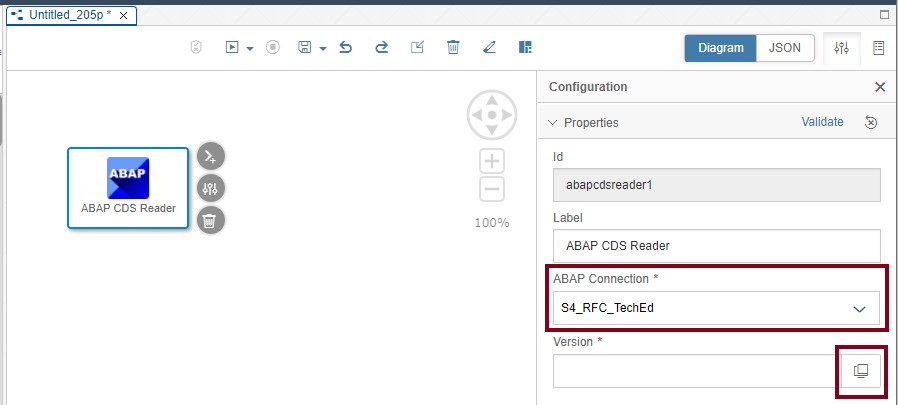 Untitled_205p *
Diagram
JSON
Configuration
Properties
Validate
Id
abapcdsreader1
Label
ABAP CDS Reader
ABAP Connection *
S4_RFC_TechEd
Version *
ABAP
ABAP CDS Reader
100%